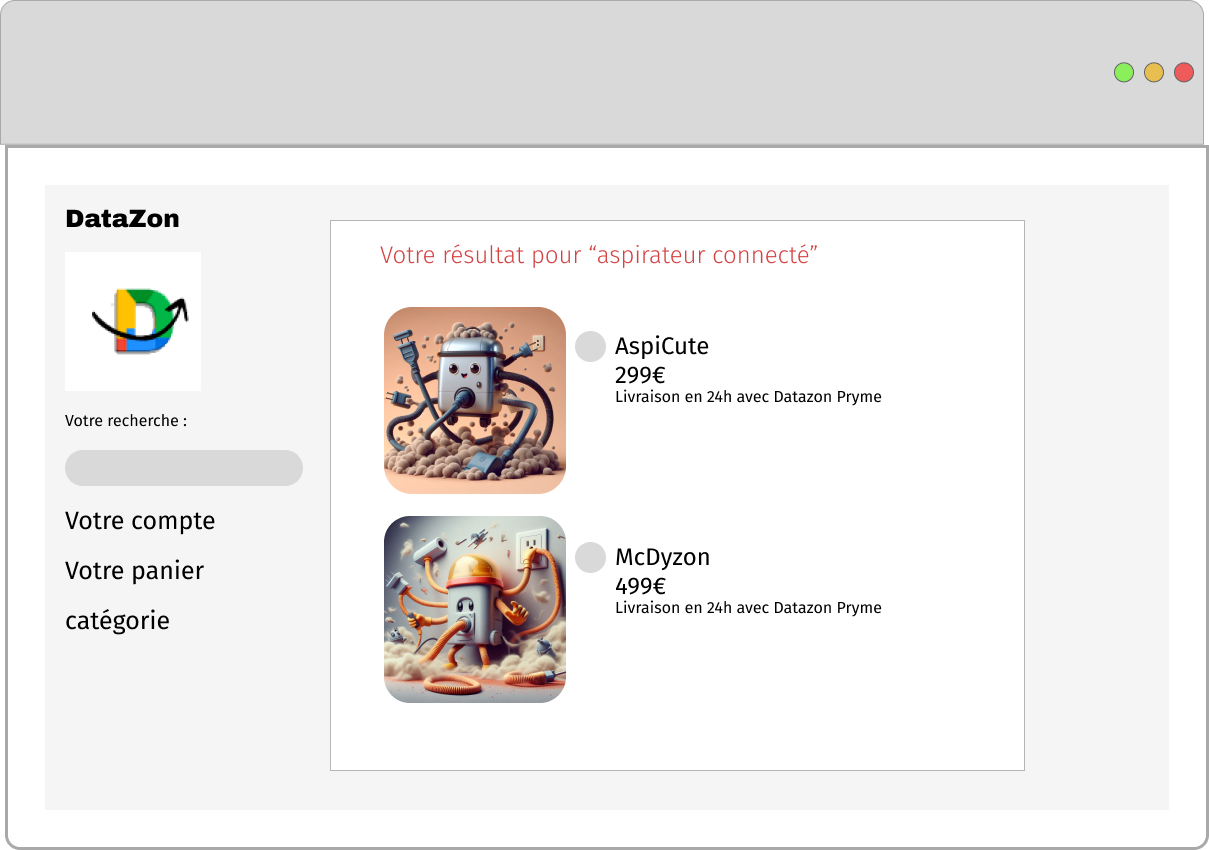 DataZon
D
Votre recherche :
Votre compte
Votre panier
catégorie
Votre résultat pour “aspirateur connecté”
AspiCute
299€
Livraison en 24h avec Datazon Pryme
McDyzon
499€
Livraison en 24h avec Datazon Pryme